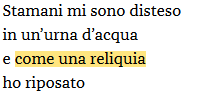 Stamani mi sono disteso
in un’urna d’acqua
e come una reliquia
ho riposato